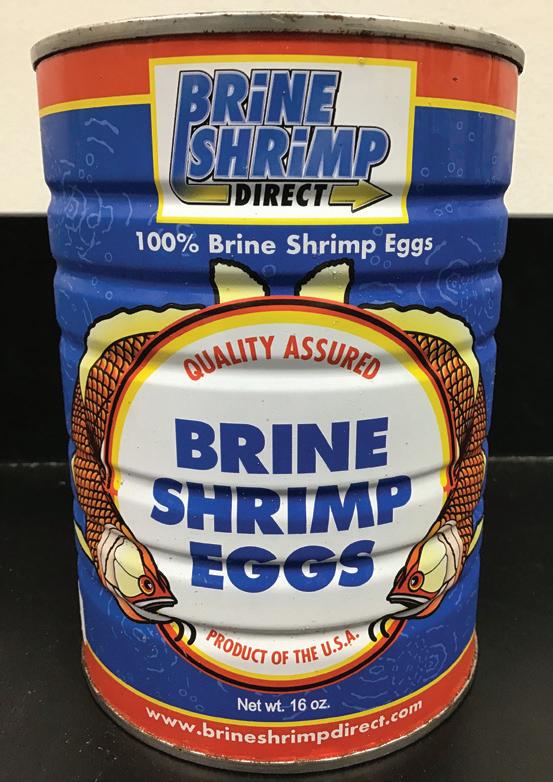 BRiNE
SHRiMP
DIRECT
100% Brine Shrimp Eggs
QUALITY ASSURED
BRINE
SHRIMP
EGGS
PRODUCT OF THE U.S.A.
Net wt. 16 oz.
www.brineshrimpdirect.com